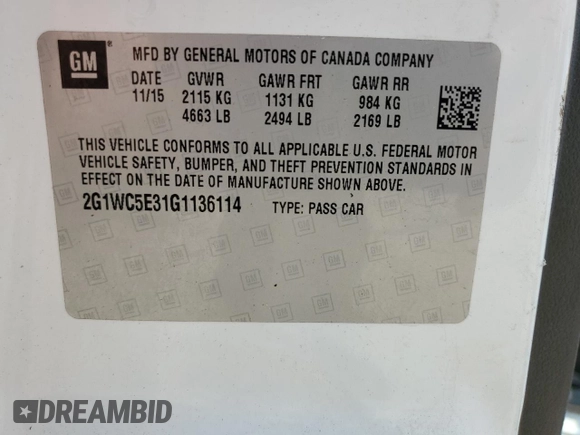 GM ®
MFD BY GENERAL MOTORS OF CANADA COMPANY
DATE GVWR GAWR FRT GAWR RR
11/15 2115 KG 1131 KG 984 KG
4663 LB 2494 LB 2169 LB
THIS VEHICLE CONFORMS TO ALL APPLICABLE U.S. FEDERAL MOTOR
VEHICLE SAFETY, BUMPER, AND THEFT PREVENTION STANDARDS IN
EFFECT ON THE DATE OF MANUFACTURE SHOWN ABOVE.
2G1WC5E31G1136114 TYPE: PASS CAR
DREAMBID